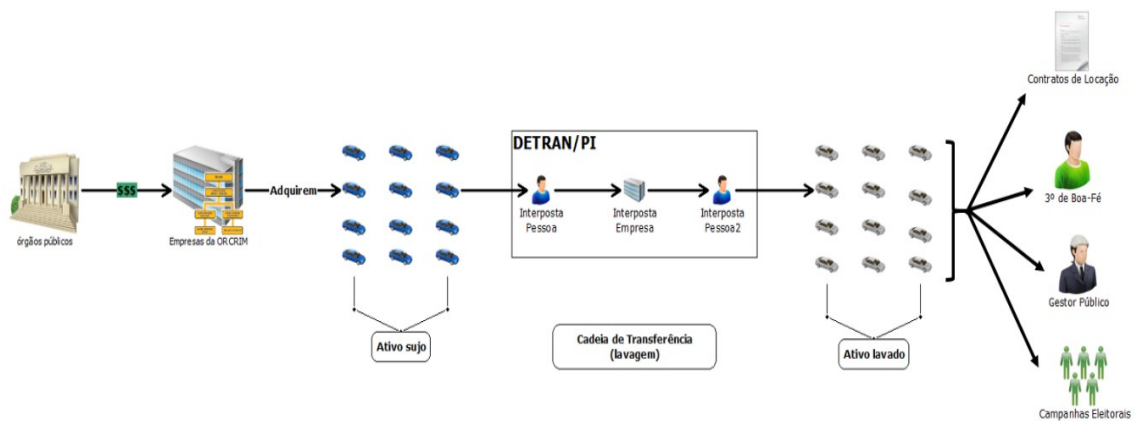 Contratos de Locação
DETRAN/PI
$$$
Adquirem
3º de Boa-Fé
Interposta
Pessoa
Interposta
Empresa
Interposta
Pessoa2
órgãos públicos
Empresas da ORCRIM
Gestor Público
Ativo sujo
Cadeia de Transferência
(lavagem)
Ativo lavado
Campanhas Eleitorais